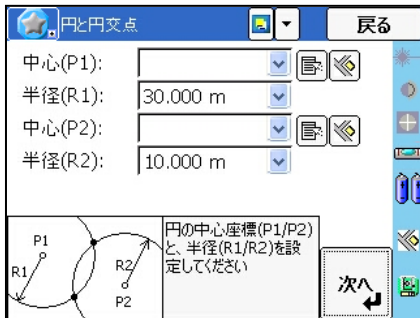 円と円交点
戻る
中心(P1):
半径(R1): 30.000 m
中心(P2):
半径(R2): 10.000 m
P1
R1
R2
P2
円の中心座標(P1/P2)
と、半径(R1/R2)を設
定してください
次へ